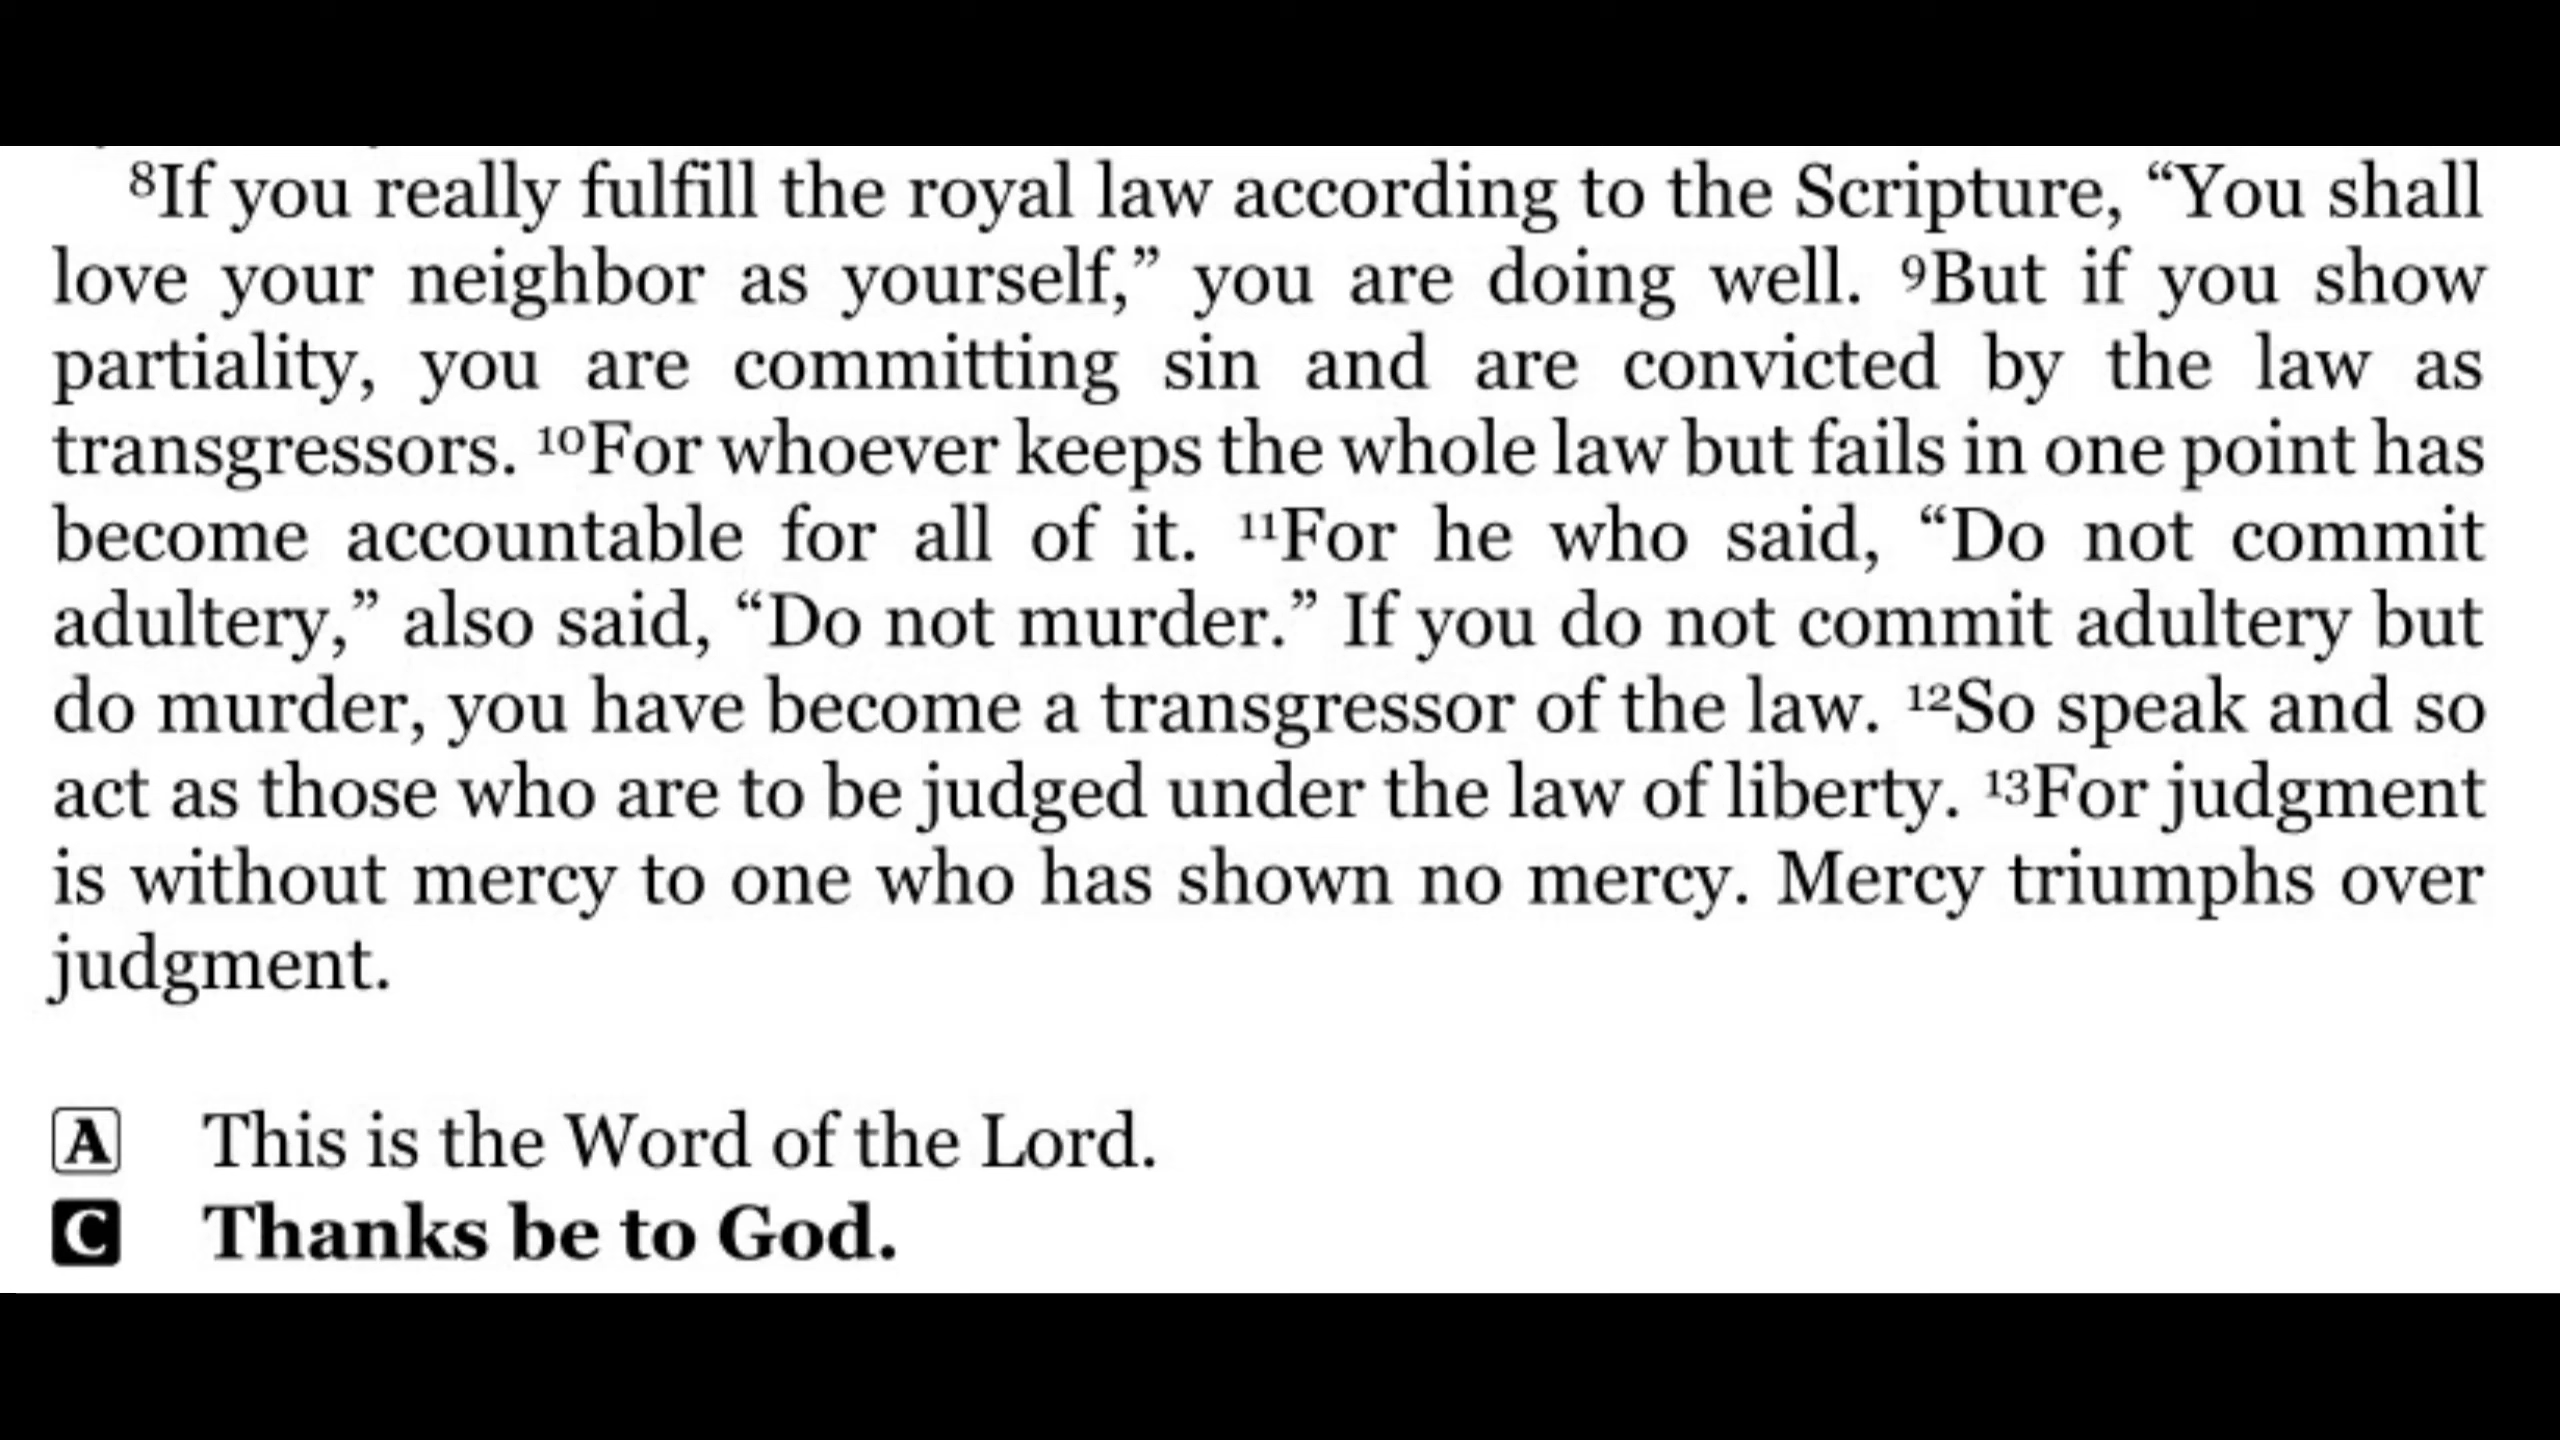 ⁸If you really fulfill the royal law according to the Scripture, “You shall
love your neighbor as yourself,” you are doing well. ⁹But if you show
partiality, you are committing sin and are convicted by the law as
transgressors. ¹⁰For whoever keeps the whole law but fails in one point has
become accountable for all of it. ¹¹For he who said, “Do not commit
adultery,” also said, “Do not murder.” If you do not commit adultery but
do murder, you have become a transgressor of the law. ¹²So speak and so
act as those who are to be judged under the law of liberty. ¹³For judgment
is without mercy to one who has shown no mercy. Mercy triumphs over
judgment.
A This is the Word of the Lord.
C Thanks be to God.